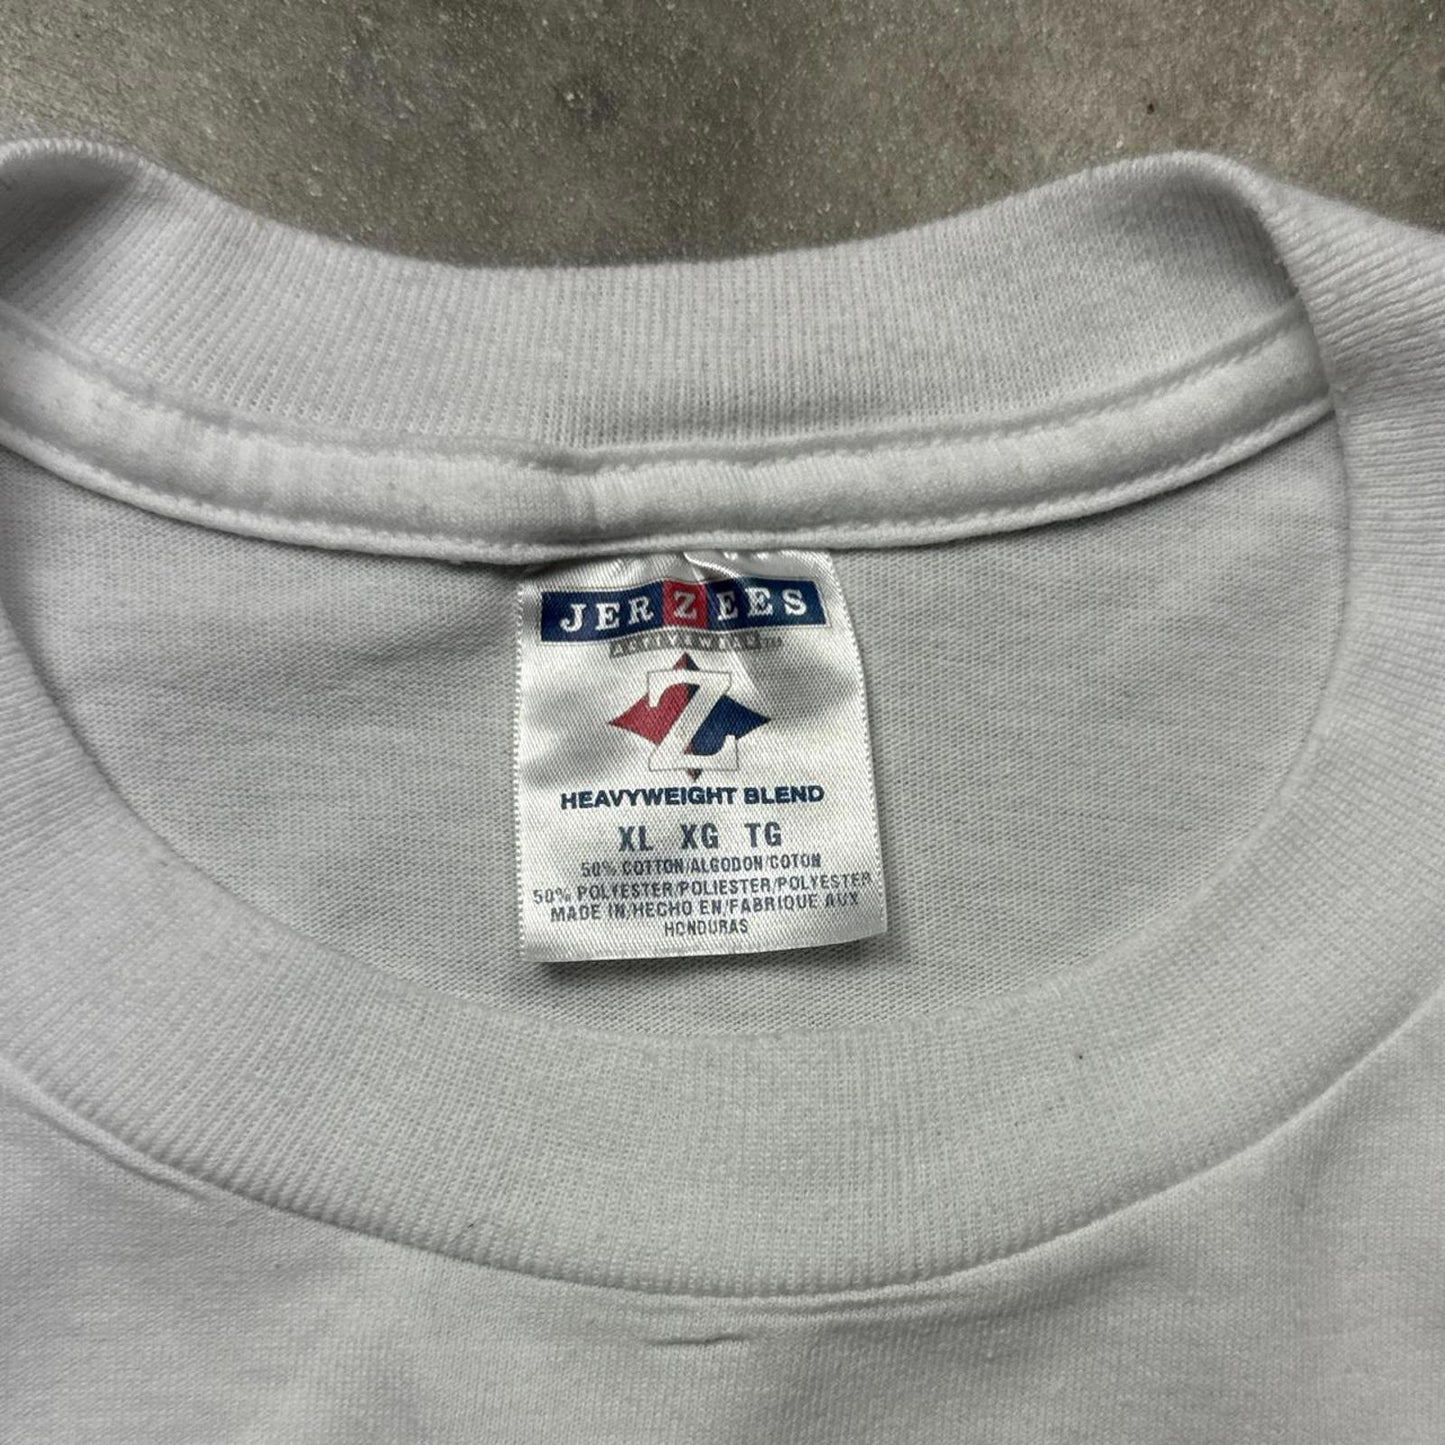 JERZEES
ACTIVEWEAR
Z
HEAVYWEIGHT BLEND
XL XG TG
50% COTTON/ALGODON/COTON
50% POLYESTER/POLIESTER/POLYESTER
MADE IN/HECHO EN/FABRIQUE AUX
HONDURAS